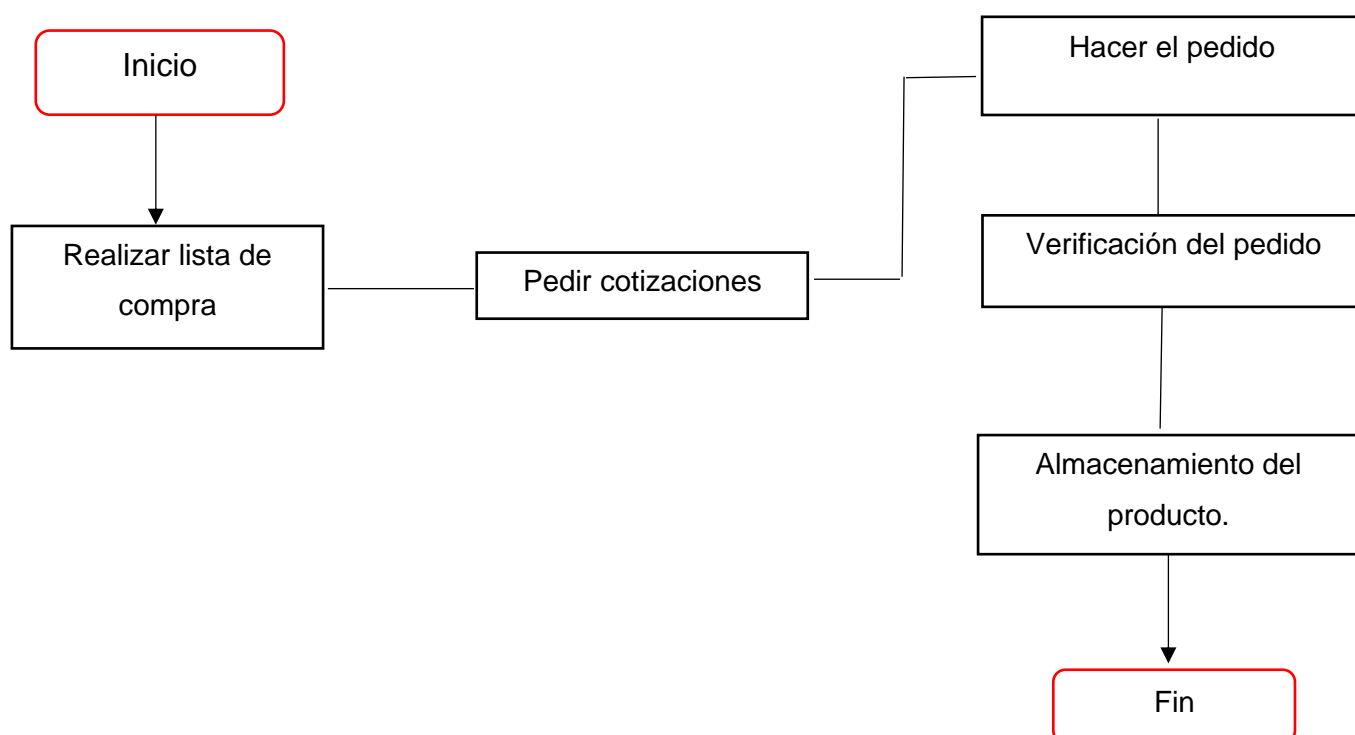 Inicio
Realizar lista de
compra
Pedir cotizaciones
Hacer el pedido
Verificación del pedido
Almacenamiento del
producto.
Fin